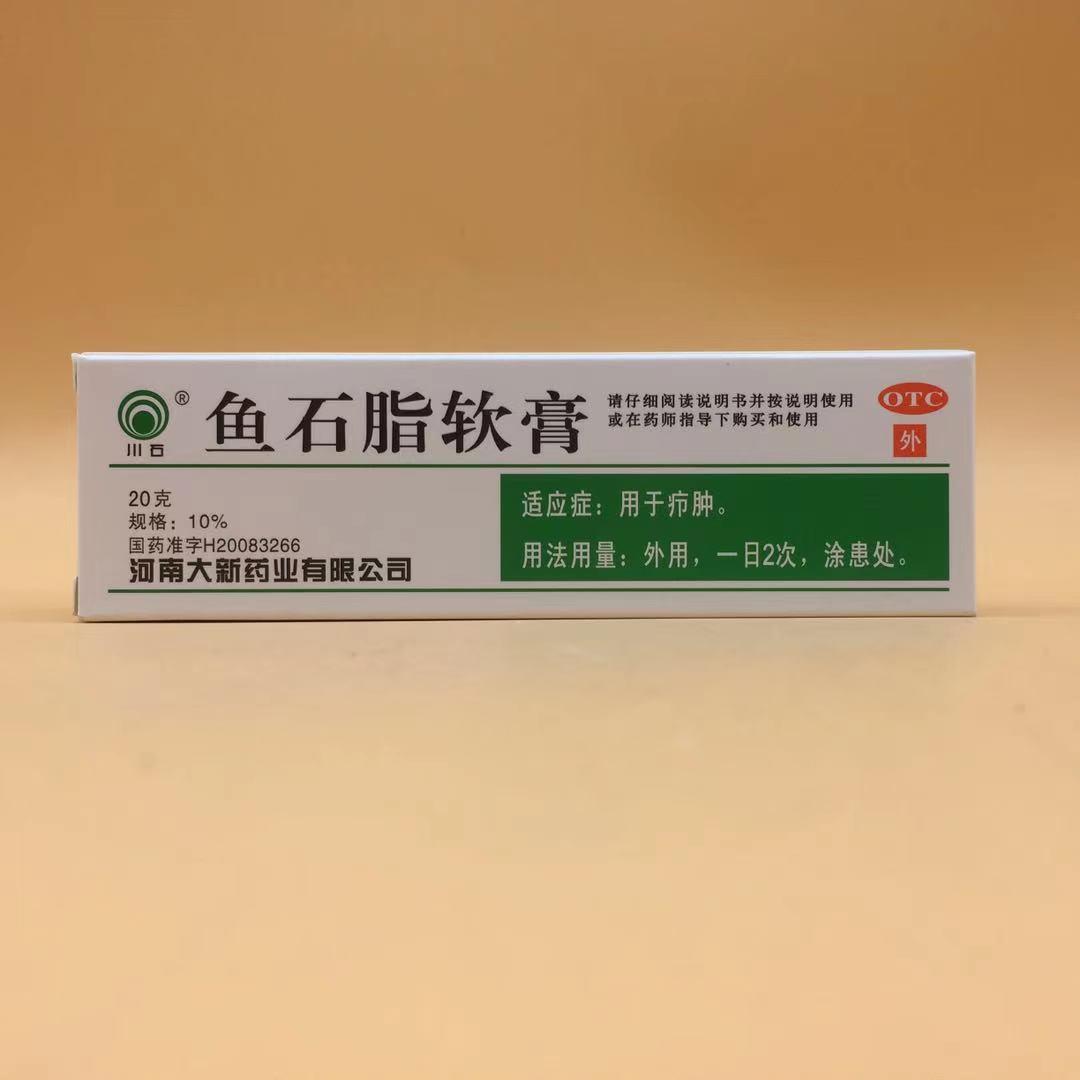 川石
®
鱼石脂软膏
请仔细阅读说明书并按说明使用
或在药师指导下购买和使用
OTC
外
20克
规格：10%
国药准字H20083266
河南大新药业有限公司
适应症：用于疖肿。
用法用量：外用，一日2次，涂患处。